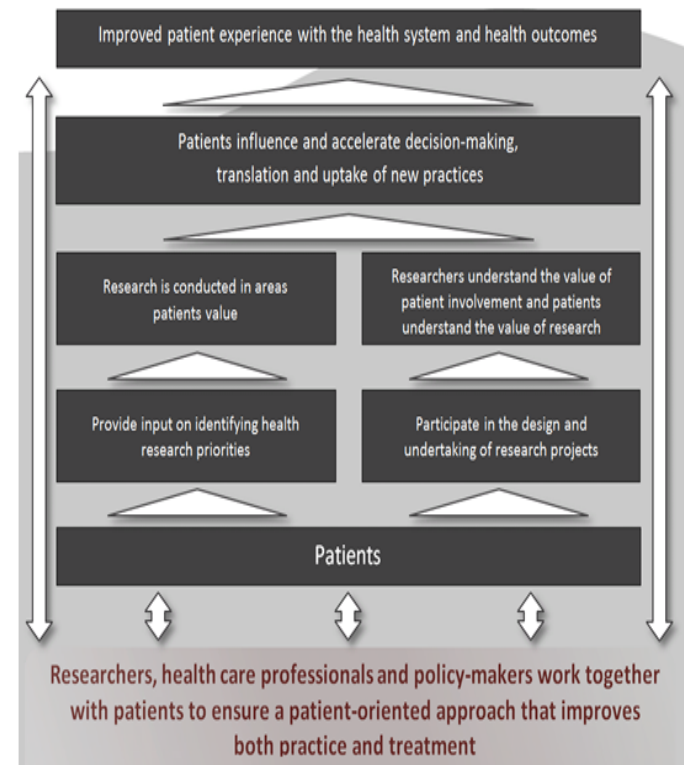 Improved patient experience with the health system and health outcomes
Patients influence and accelerate decision-making,
translation and uptake of new practices
Research is conducted in areas
patients value
Researchers understand the value of
patient involvement and patients
understand the value of research
Provide input on identifying health
research priorities
Participate in the design and
undertaking of research projects
Patients
Researchers, health care professionals and policy-makers work together
with patients to ensure a patient-oriented approach that improves
both practice and treatment